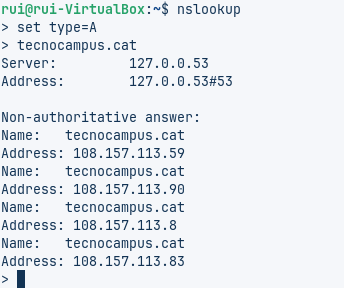 rui@rui-VirtualBox:~$ nslookup
> set type=A
> tecnocampus.cat
Server:         127.0.0.53
Address:        127.0.0.53#53

Non-authoritative answer:
Name:   tecnocampus.cat
Address: 108.157.113.59
Name:   tecnocampus.cat
Address: 108.157.113.90
Name:   tecnocampus.cat
Address: 108.157.113.8
Name:   tecnocampus.cat
Address: 108.157.113.83
>